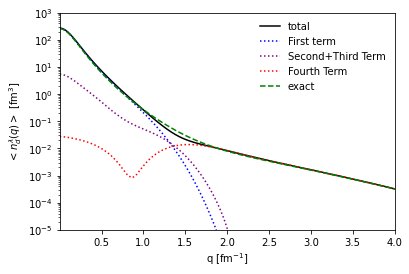 10³
10²
10¹
10⁰
10⁻¹
10⁻²
10⁻³
10⁻⁴
10⁻⁵
< n_d^λ(q) > [fm³]
total
First term
Second+Third Term
Fourth Term
exact
0.5 1.0 1.5 2.0 2.5 3.0 3.5 4.0
q [fm⁻¹]